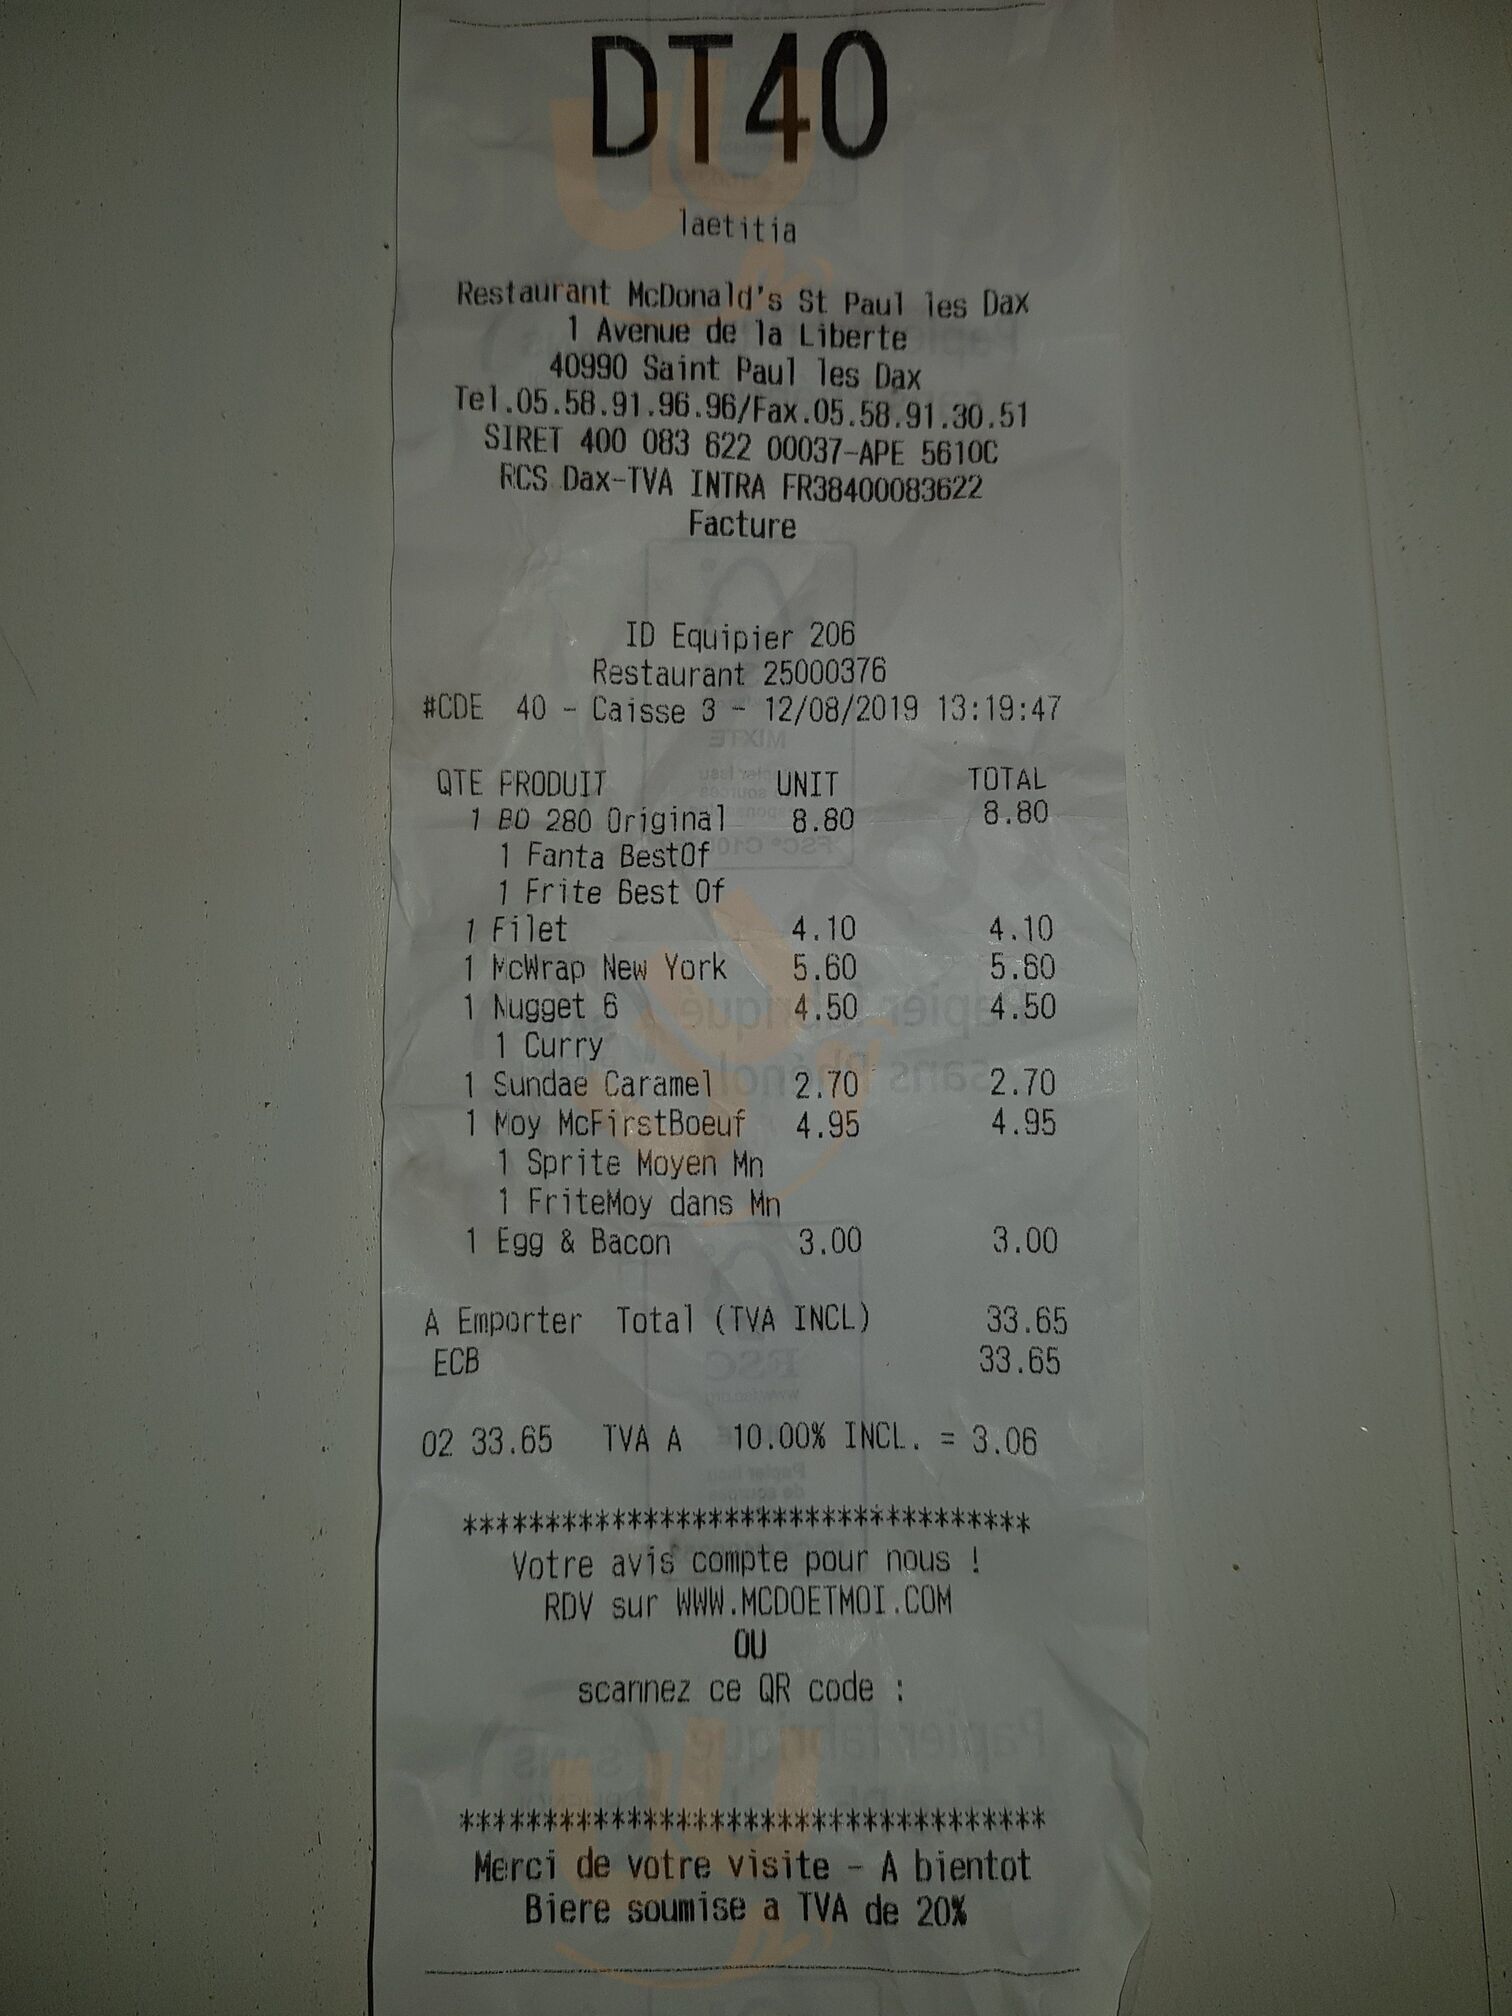 DT40
laetitia
Restaurant McDonald's St Paul les Dax
1 Avenue de la Liberte
40990 Saint Paul les Dax
Tel.05.58.91.96.96/Fax.05.58.91.30.51
SIRET 400 083 622 00037-APE 5610C
RCS Dax-TVA INTRA FR38400083622
Facture
ID Equipier 206
Restaurant 25000376
#CDE 40 - Caisse 3 - 12/08/2019 13:19:47
QTE PRODUIT UNIT TOTAL
1 BO 280 Original 8.80 8.80
1 Fanta BestOf
1 Frite Best Of
1 Filet 4.10 4.10
1 McWrap New York 5.60 5.60
1 Nugget 6 4.50 4.50
1 Curry
1 Sundae Caramel 2.70 2.70
1 Moy McFirstBoeuf 4.95 4.95
1 Sprite Moyen Mn
1 FriteMoy dans Mn
1 Egg & Bacon 3.00 3.00
A Emporter Total (TVA INCL) 33.65
ECB 33.65
02 33.65 TVA A 10.00% INCL. = 3.06
***********************************
Votre avis compte pour nous !
RDV sur WWW.MCDOETMOI.COM
OU
scannez ce QR code :
***********************************
Merci de votre visite - A bientot
Biere soumise a TVA de 20%